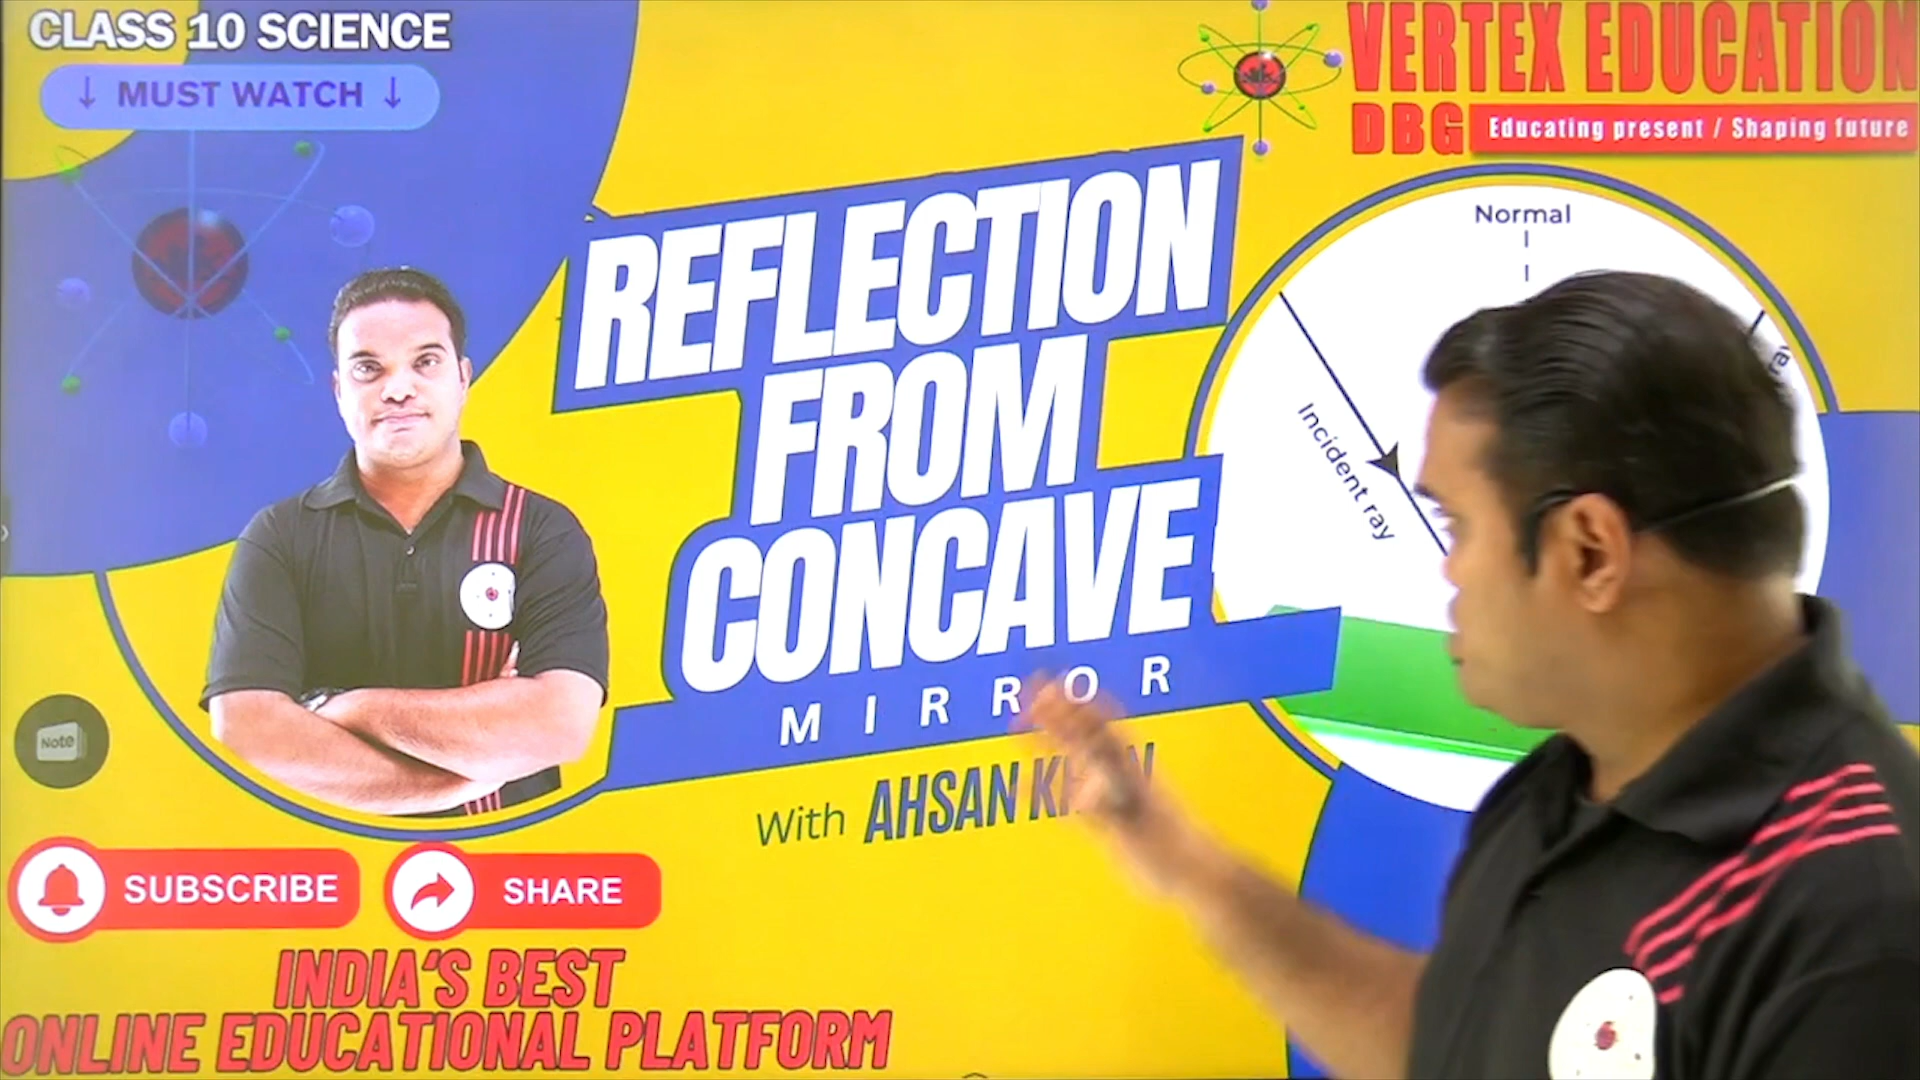 CLASS 10 SCIENCE
↓ MUST WATCH ↓
VERTEX EDUCATION
DBG Educating present / Shaping future
REFLECTION
FROM
CONCAVE
MIRROR
With AHSAN
Normal
Incident ray
Note
SUBSCRIBE
SHARE
INDIA'S BEST
ONLINE EDUCATIONAL PLATFORM